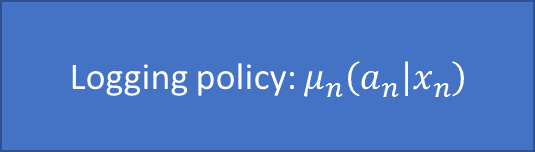 Logging policy: μₙ(aₙ|xₙ)